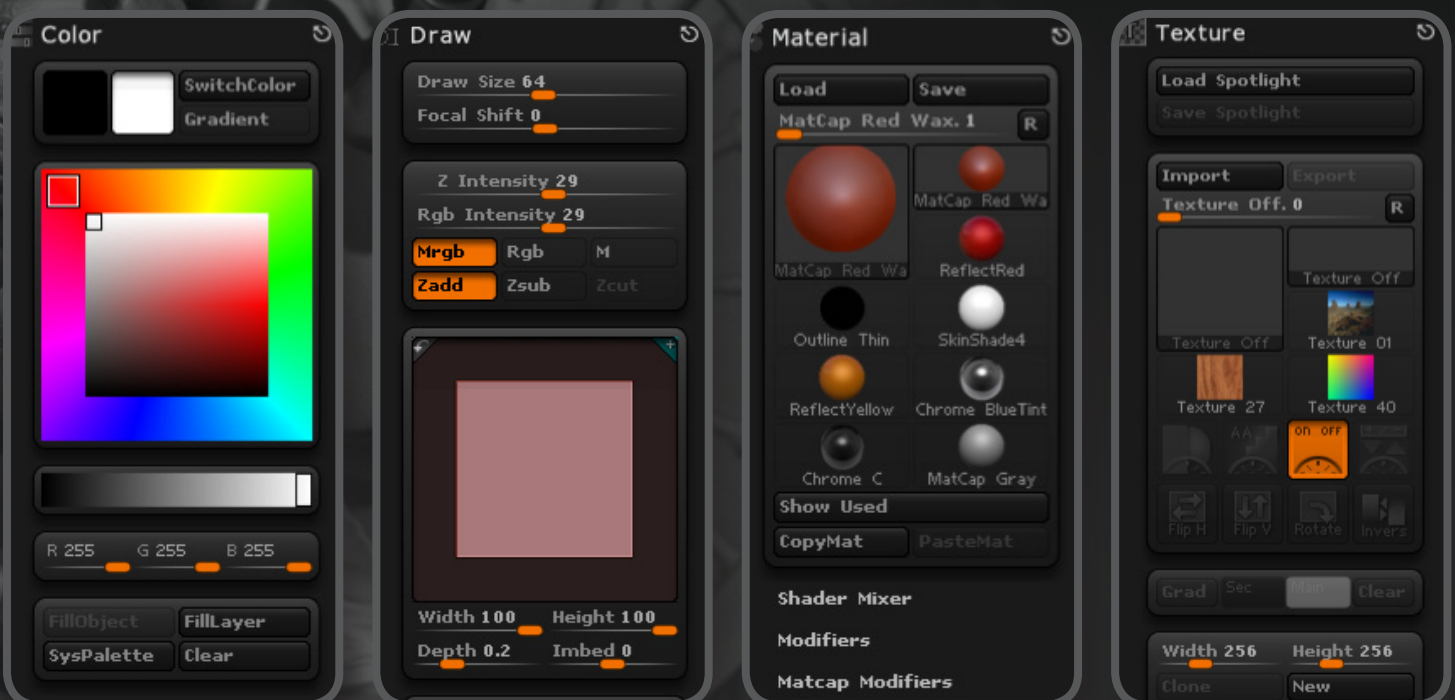 Color
SwitchColor
Gradient
R 255 G 255 B 255
FillObject FillLayer
SysPalette Clear
Draw
Draw Size 64
Focal Shift 0
Z Intensity 29
Rgb Intensity 29
Mrgb Rgb M
Zadd Zsub Zcut
Width 100 Height 100
Depth 0.2 Imbed 0
Material
Load Save
MatCap Red Wax. 1 R
MatCap Red Wa
MatCap Red Wa ReflectRed
Outline Thin SkinShade4
ReflectYellow Chrome BlueTint
Chrome C MatCap Gray
Show Used
CopyMat PasteMat
Shader Mixer
Modifiers
Matcap Modifiers
Texture
Load Spotlight
Save Spotlight
Import Export
Texture Off. 0 R
Texture Off
Texture Off Texture 01
Texture 27 Texture 40
AA On Off
Flip H Flip V Rotate Invers
Grad Sec Main Clear
Width 256 Height 256
Clone New